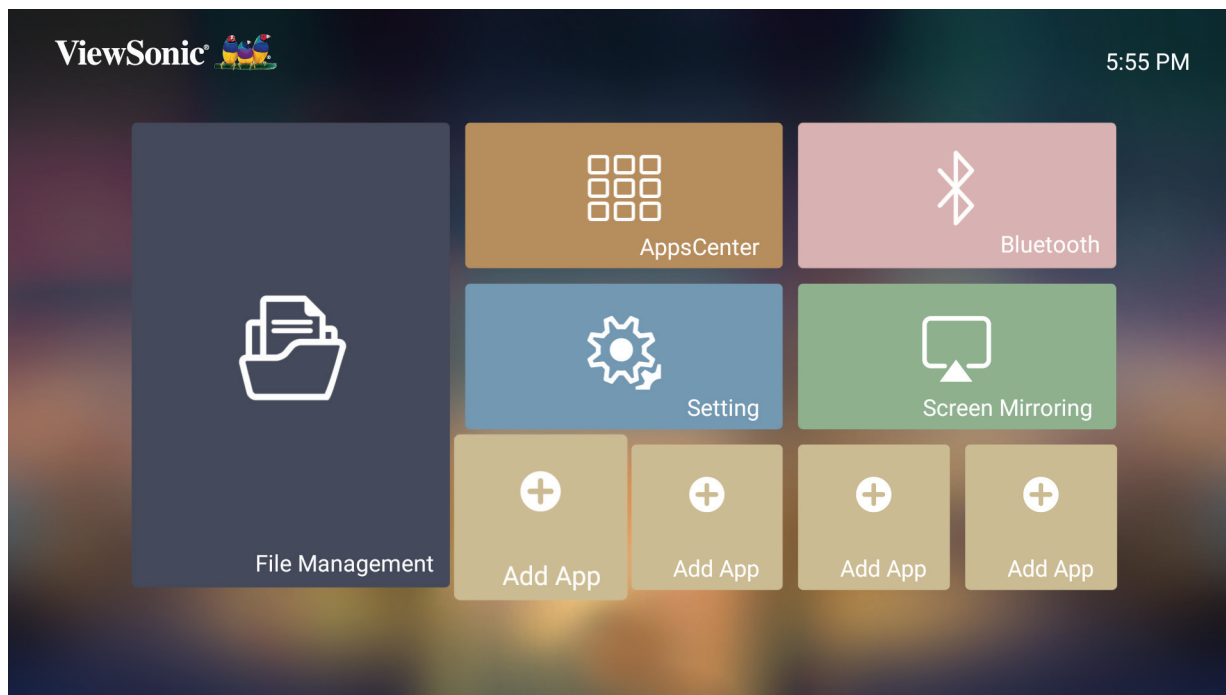 ViewSonic®
5:55 PM
AppsCenter
Bluetooth
Setting
Screen Mirroring
File Management
Add App
Add App
Add App
Add App